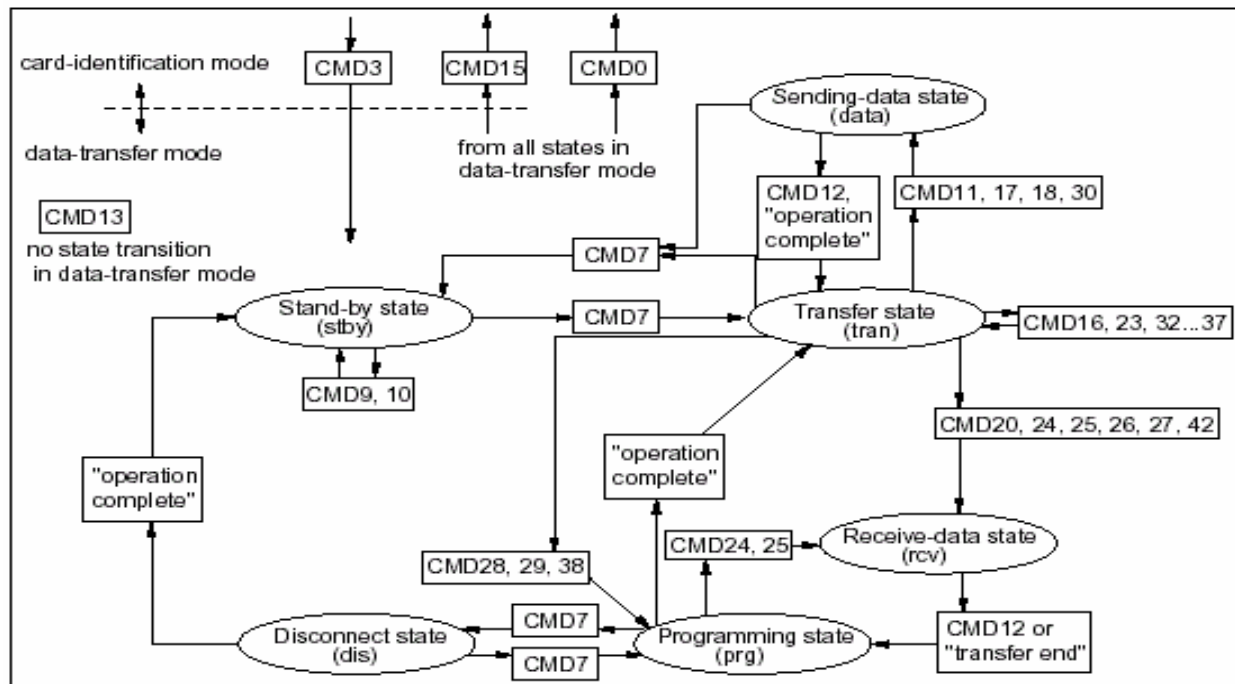 card-identification mode
CMD3
CMD15
CMD0
data-transfer mode
from all states in
data-transfer mode
Sending-data state
(data)
CMD13
no state transition
in data-transfer mode
CMD12,
"operation
complete"
CMD11, 17, 18, 30
CMD7
Stand-by state
(stby)
CMD7
Transfer state
(tran)
CMD16, 23, 32...37
CMD9, 10
CMD20, 24, 25, 26, 27, 42
"operation
complete"
"operation
complete"
CMD28, 29, 38
CMD24, 25
Receive-data state
(rcv)
CMD7
Disconnect state
(dis)
CMD7
Programming state
(prg)
CMD12 or
"transfer end"